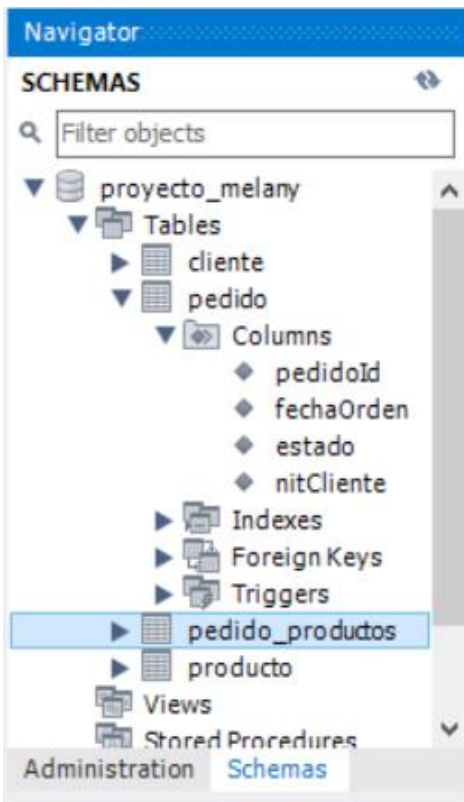 Navigator
SCHEMAS
Filter objects
proyecto_melany
Tables
cliente
pedido
Columns
pedidoId
fechaOrden
estado
nitCliente
Indexes
Foreign Keys
Triggers
pedido_productos
producto
Views
Stored Procedures
Administration Schemas